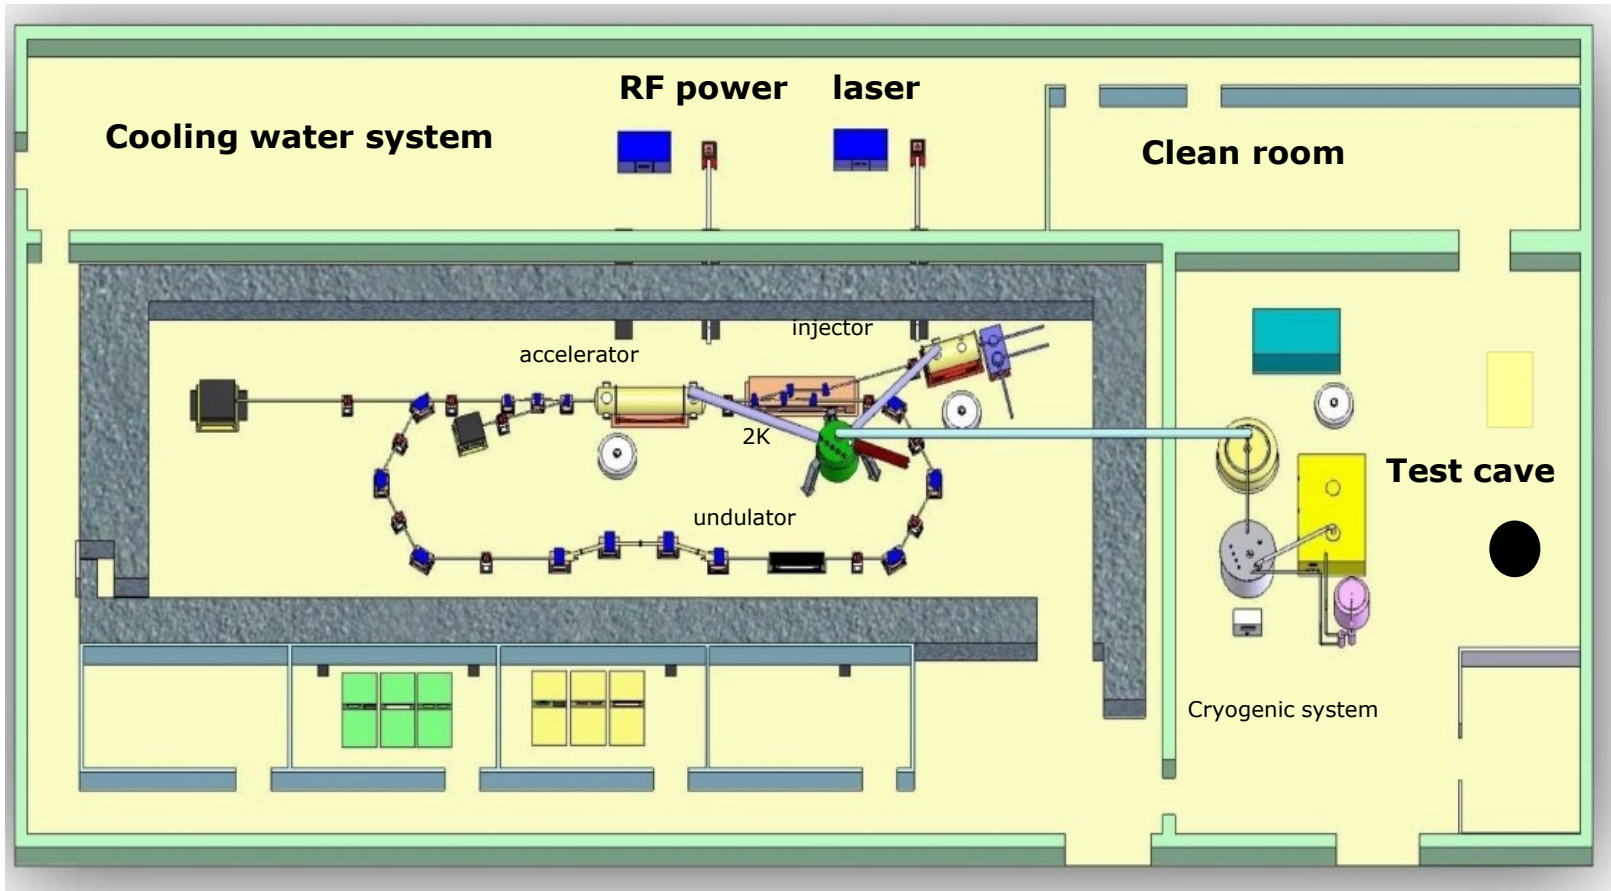 RF power
laser
Cooling water system
Clean room
injector
accelerator
2K
Test cave
undulator
Cryogenic system